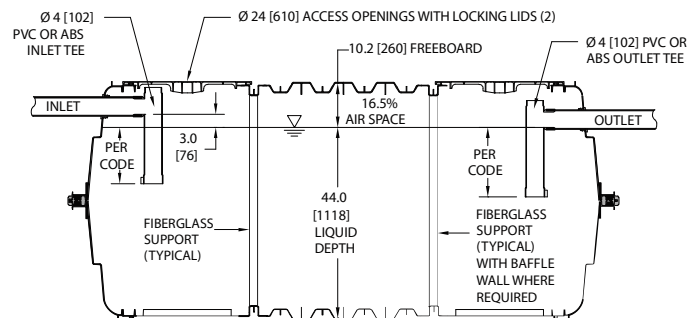 Ø 4 [102]
PVC OR ABS
INLET TEE
Ø 24 [610] ACCESS OPENINGS WITH LOCKING LIDS (2)
10.2 [260] FREEBOARD
Ø 4 [102] PVC OR
ABS OUTLET TEE
INLET
16.5%
AIR SPACE
OUTLET
PER
CODE
3.0
[76]
PER
CODE
44.0
[1118]
LIQUID
DEPTH
FIBERGLASS
SUPPORT
(TYPICAL)
FIBERGLASS
SUPPORT
(TYPICAL)
WITH BAFFLE
WALL WHERE
REQUIRED